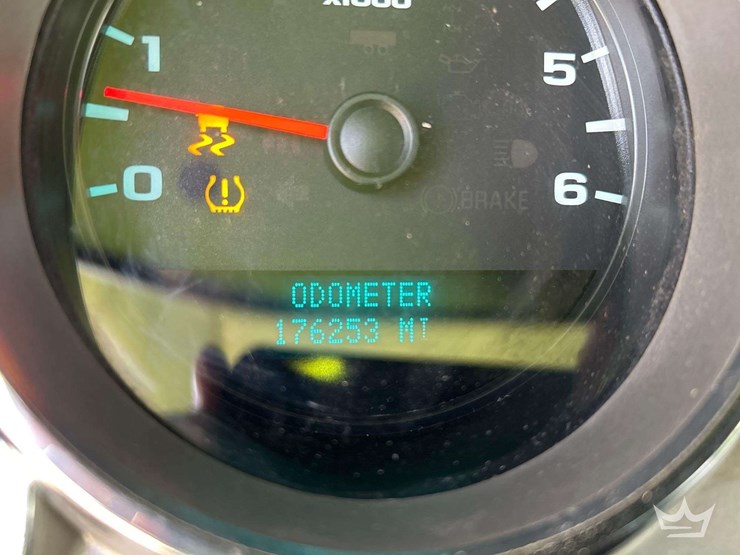 X1000
1
5
0
6
BRAKE
ODOMETER
176253 MI